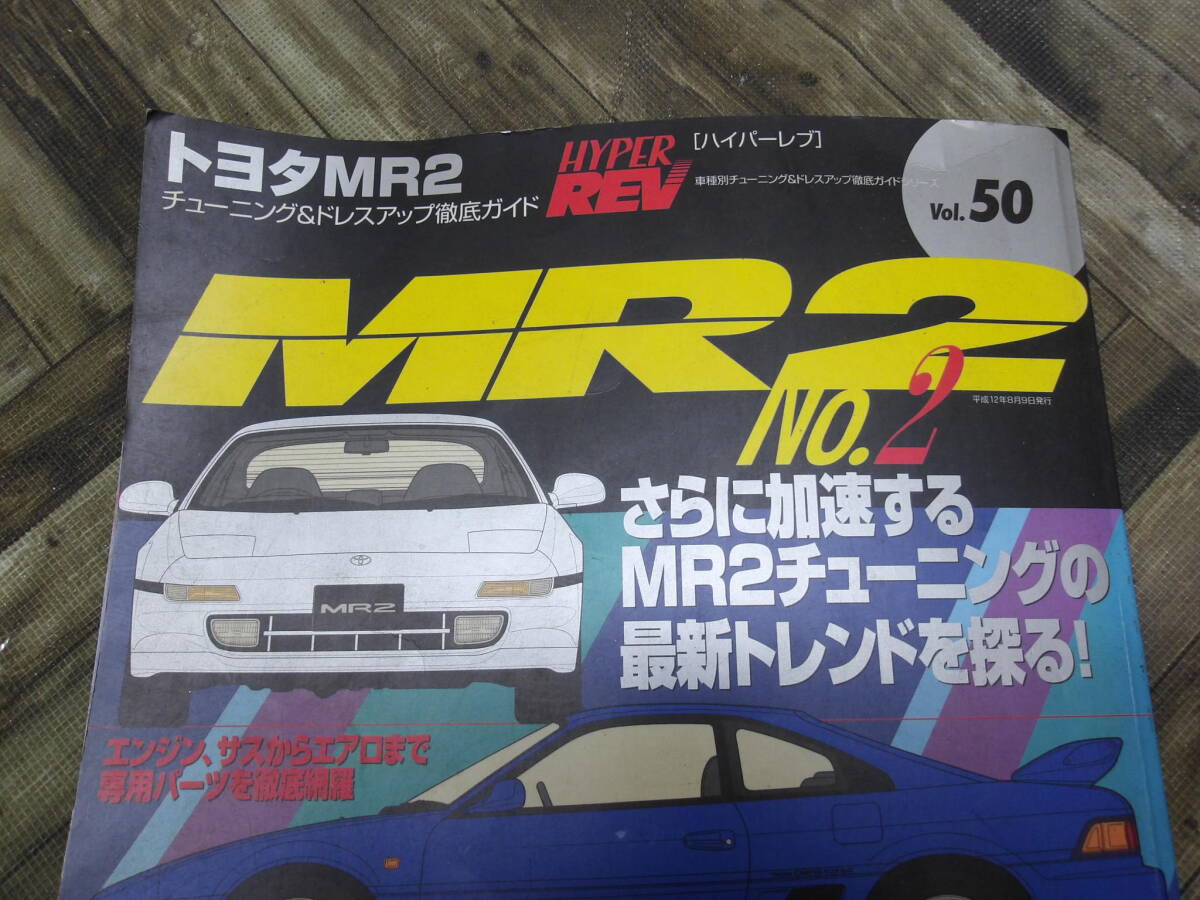 トヨタMR2
チューニング&ドレスアップ徹底ガイド
HYPER
REV
[ハイパーレブ]
車種別チューニング&ドレスアップ徹底ガイドシリーズ
Vol.50
MR2
NO.2
平成12年8月9日発行
さらに加速する
MR2チューニングの
最新トレンドを探る!
MR2
エンジン、サスからエアロまで
専用パーツを徹底網羅